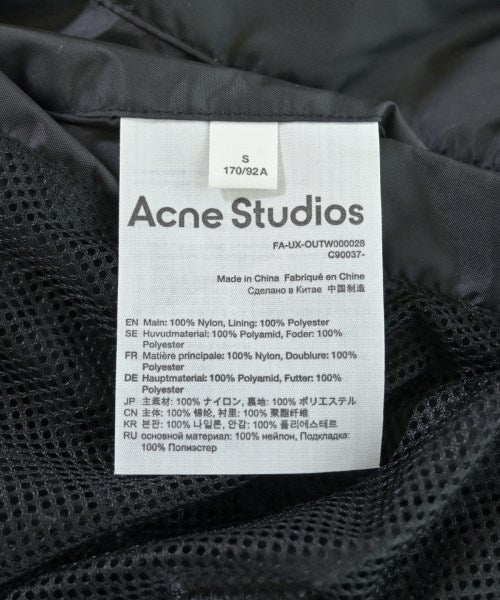 S
170/92A
Acne Studios
FA-UX-OUTW000028
C90037-
Made in China Fabriqué en Chine
Сделано в Китае 中国制造
EN Main: 100% Nylon, Lining: 100% Polyester
SE Huvudmaterial: 100% Polyamid, Foder: 100%
Polyester
FR Matière principale: 100% Nylon, Doublure: 100%
Polyester
DE Hauptmaterial: 100% Polyamid, Futter: 100%
Polyester
JP 主素材: 100% ナイロン, 裏地: 100% ポリエステル
CN 主体: 100% 锦纶, 衬里: 100% 聚酯纤维
KR 본판: 100% 나일론, 안감: 100% 폴리에스테르
RU основной материал: 100% нейлон, Подкладка:
100% Полиэстер